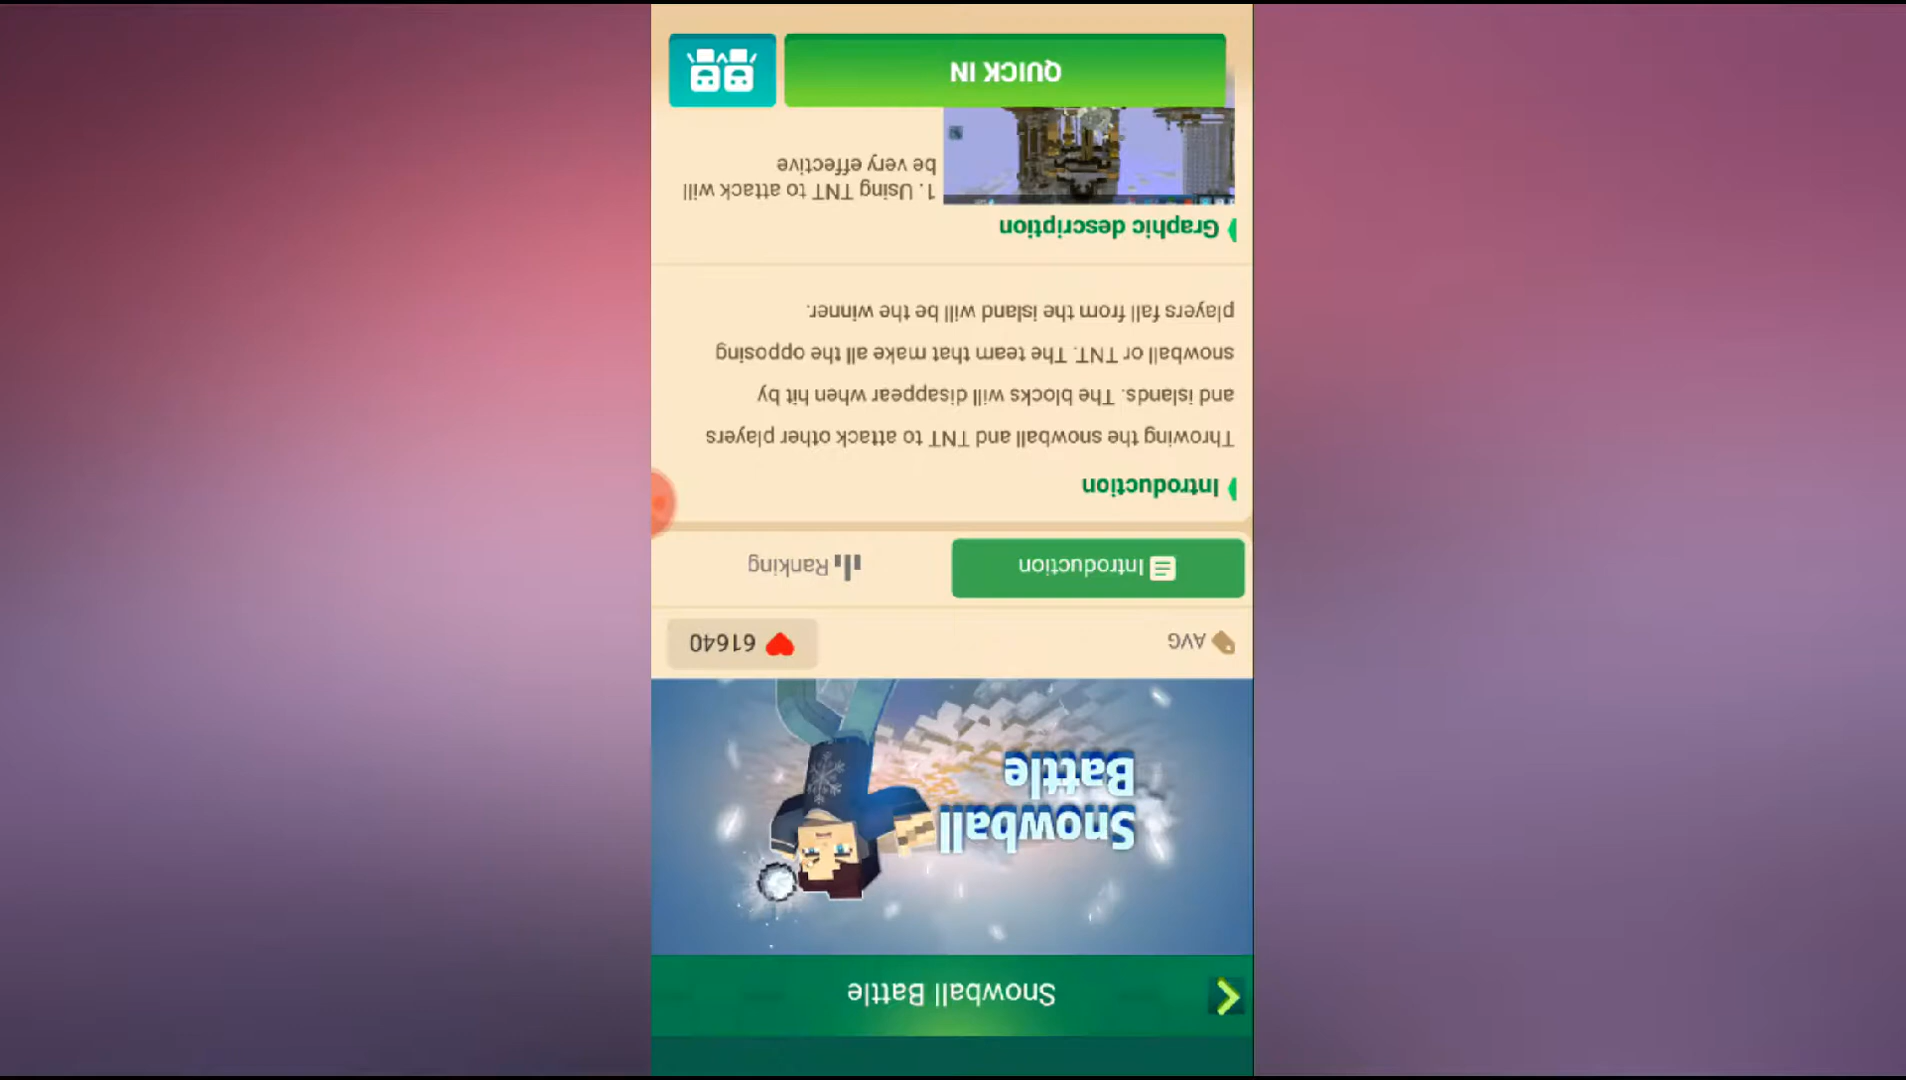 Snowball Battle
Snowball
Battle
AVG
61640
Introduction
Ranking
Introduction
Throwing the snowball and TNT to attack other players
and islands. The blocks will disappear when hit by
snowball or TNT. The team that make all the opposing
players fall from the island will be the winner.
Graphic description
1. Using TNT to attack will
be very effective
QUICK IN